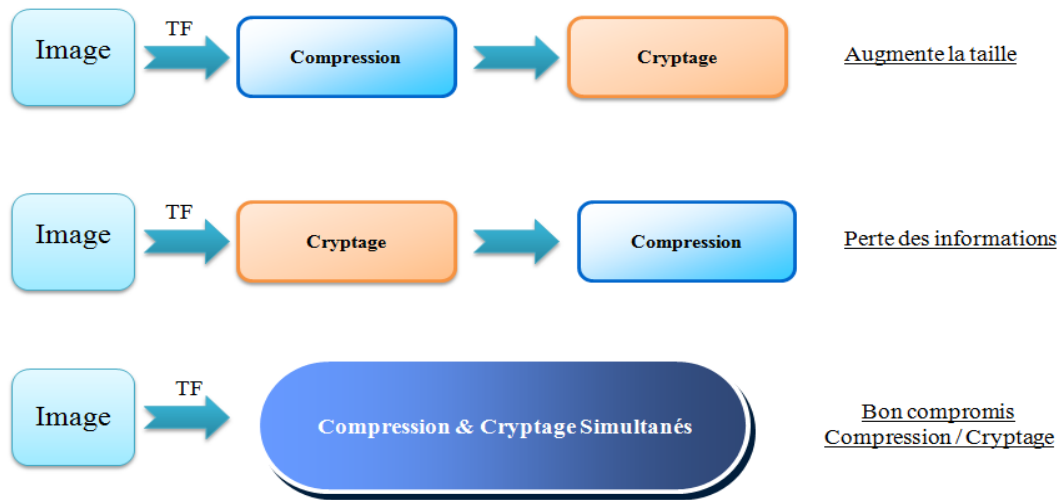 Image
TF
Compression
Cryptage
Augmente la taille
Image
TF
Cryptage
Compression
Perte des informations
Image
TF
Compression & Cryptage Simultanés
Bon compromis
Compression / Cryptage